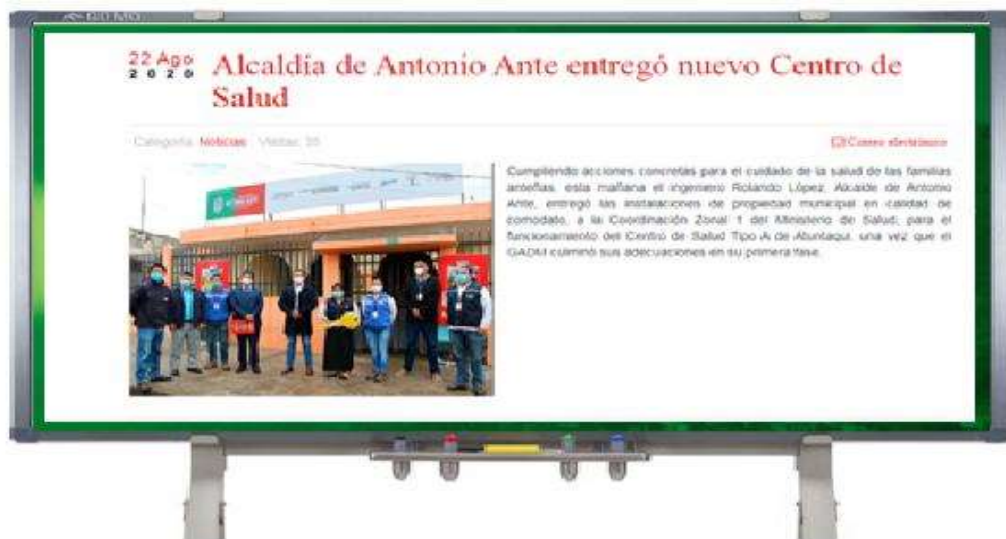 22 Ago
2020
Alcaldía de Antonio Ante entregó nuevo Centro de
Salud
Categoría: Noticias Visitas: 20
Correo electrónico
Cumpliendo acciones concretas para el cuidado de la salud de las familias
anteñas, esta mañana el ingeniero Rolando López, Alcalde de Antonio
Ante, entregó las instalaciones de propiedad municipal en calidad de
comodato, a la Coordinación Zonal 1 del Ministerio de Salud, para el
funcionamiento del Centro de Salud Tipo A de Atuntaqui, una vez que el
GADM culminó sus adecuaciones en su primera fase.